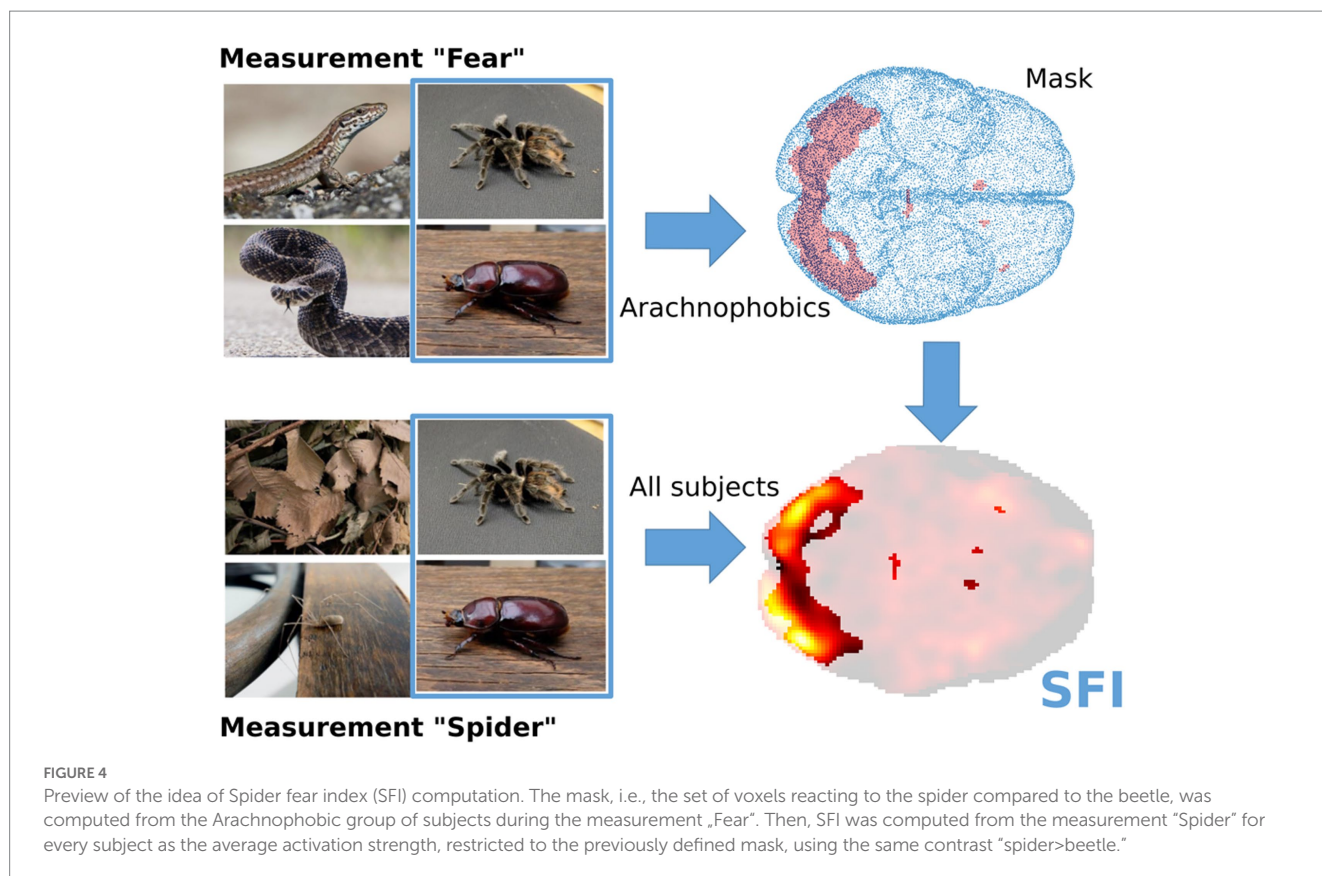 Measurement "Fear"
Mask
Arachnophobics
All subjects
SFI
Measurement "Spider"
FIGURE 4
Preview of the idea of Spider fear index (SFI) computation. The mask, i.e., the set of voxels reacting to the spider compared to the beetle, was
computed from the Arachnophobic group of subjects during the measurement „Fear“. Then, SFI was computed from the measurement “Spider” for
every subject as the average activation strength, restricted to the previously defined mask, using the same contrast “spider>beetle.”